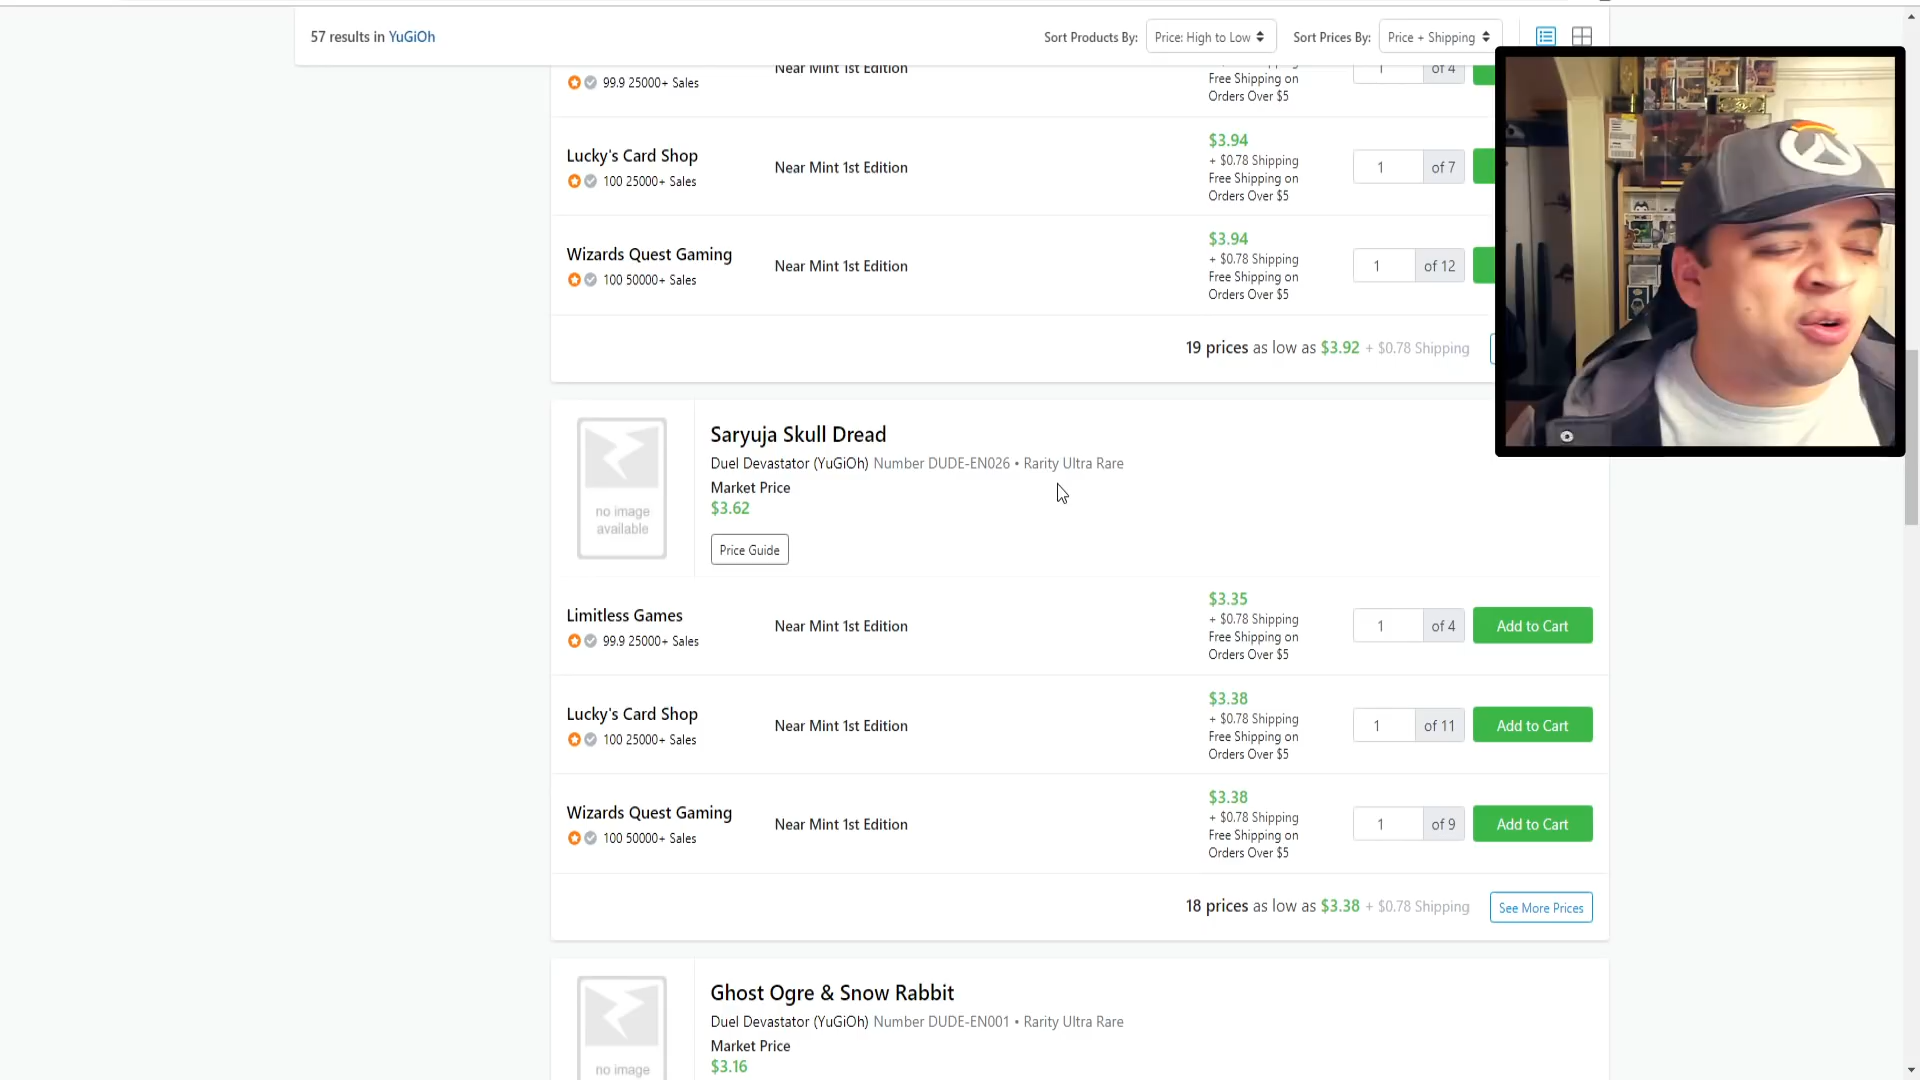 57 results in YuGiOh
Sort Products By: Price: High to Low Sort Prices By: Price + Shipping
99.9 25000+ Sales
Near Mint 1st Edition
Free Shipping on
Orders Over $5
1 of 4
Lucky's Card Shop
100 25000+ Sales
Near Mint 1st Edition
$3.94
+ $0.78 Shipping
Free Shipping on
Orders Over $5
1 of 7
Wizards Quest Gaming
100 50000+ Sales
Near Mint 1st Edition
$3.94
+ $0.78 Shipping
Free Shipping on
Orders Over $5
1 of 12
19 prices as low as $3.92 + $0.78 Shipping
no image
available
Saryuja Skull Dread
Duel Devastator (YuGiOh) Number DUDE-EN026 • Rarity Ultra Rare
Market Price
$3.62
Price Guide
Limitless Games
99.9 25000+ Sales
Near Mint 1st Edition
$3.35
+ $0.78 Shipping
Free Shipping on
Orders Over $5
1 of 4
Add to Cart
Lucky's Card Shop
100 25000+ Sales
Near Mint 1st Edition
$3.38
+ $0.78 Shipping
Free Shipping on
Orders Over $5
1 of 11
Add to Cart
Wizards Quest Gaming
100 50000+ Sales
Near Mint 1st Edition
$3.38
+ $0.78 Shipping
Free Shipping on
Orders Over $5
1 of 9
Add to Cart
18 prices as low as $3.38 + $0.78 Shipping
See More Prices
no image
Ghost Ogre & Snow Rabbit
Duel Devastator (YuGiOh) Number DUDE-EN001 • Rarity Ultra Rare
Market Price
$3.16